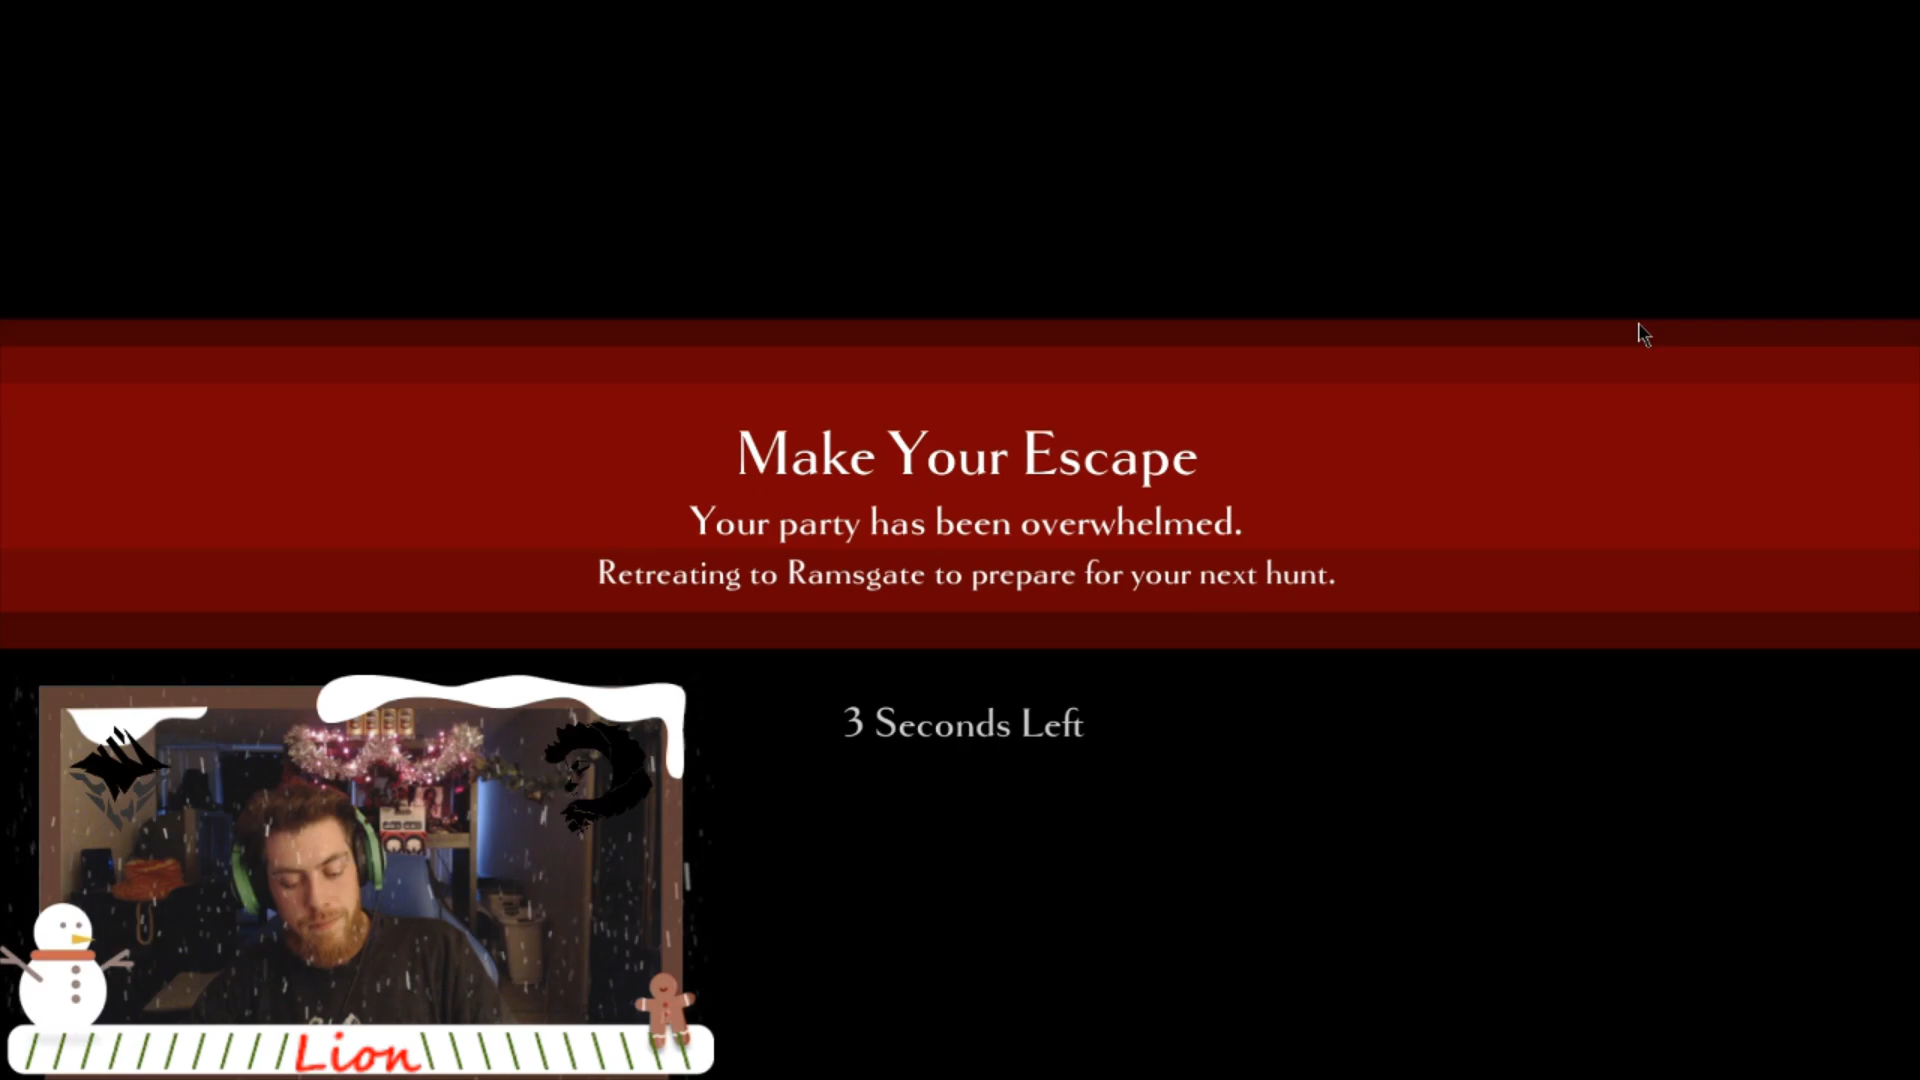 Make Your Escape
Your party has been overwhelmed.
Retreating to Ramsgate to prepare for your next hunt.
3 Seconds Left
Lion